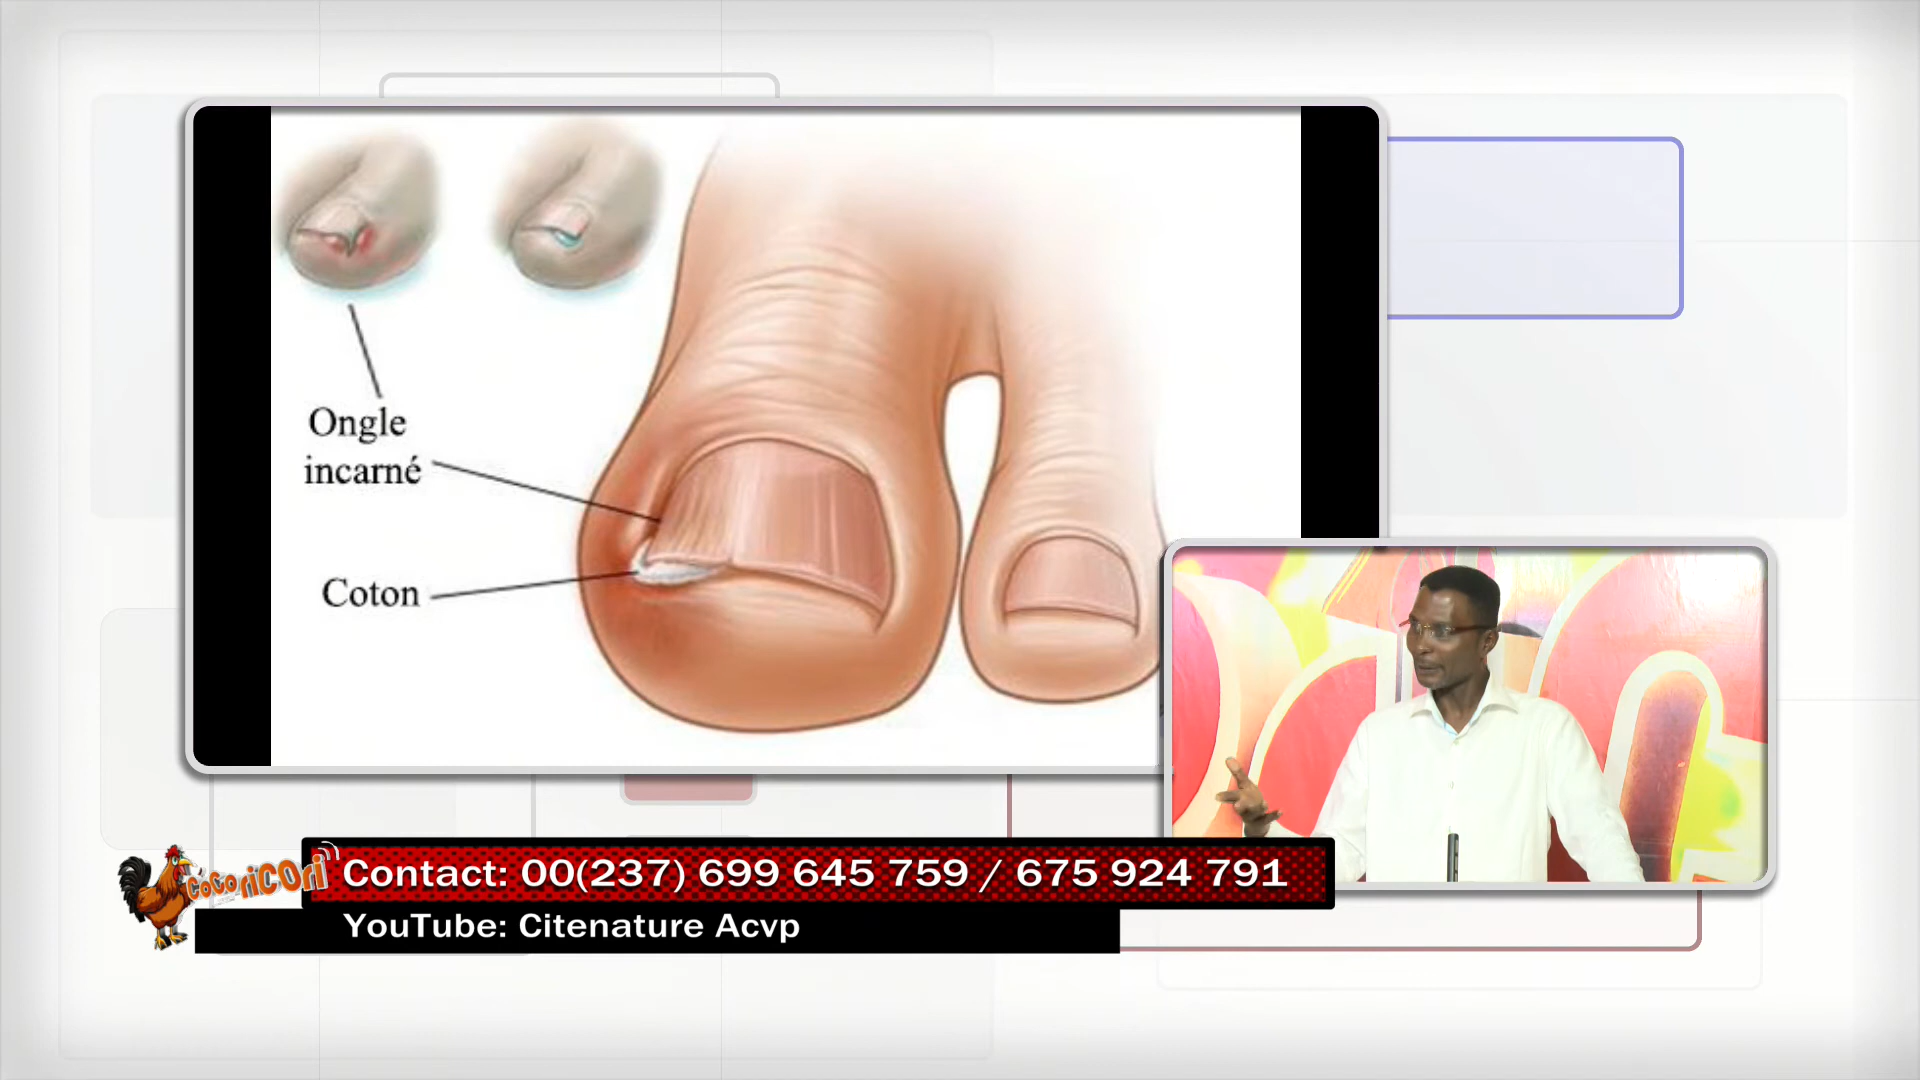 Ongle
incarné
Coton
CoCoriCOri
Contact: 00(237) 699 645 759 / 675 924 791
YouTube: Citenature Acvp